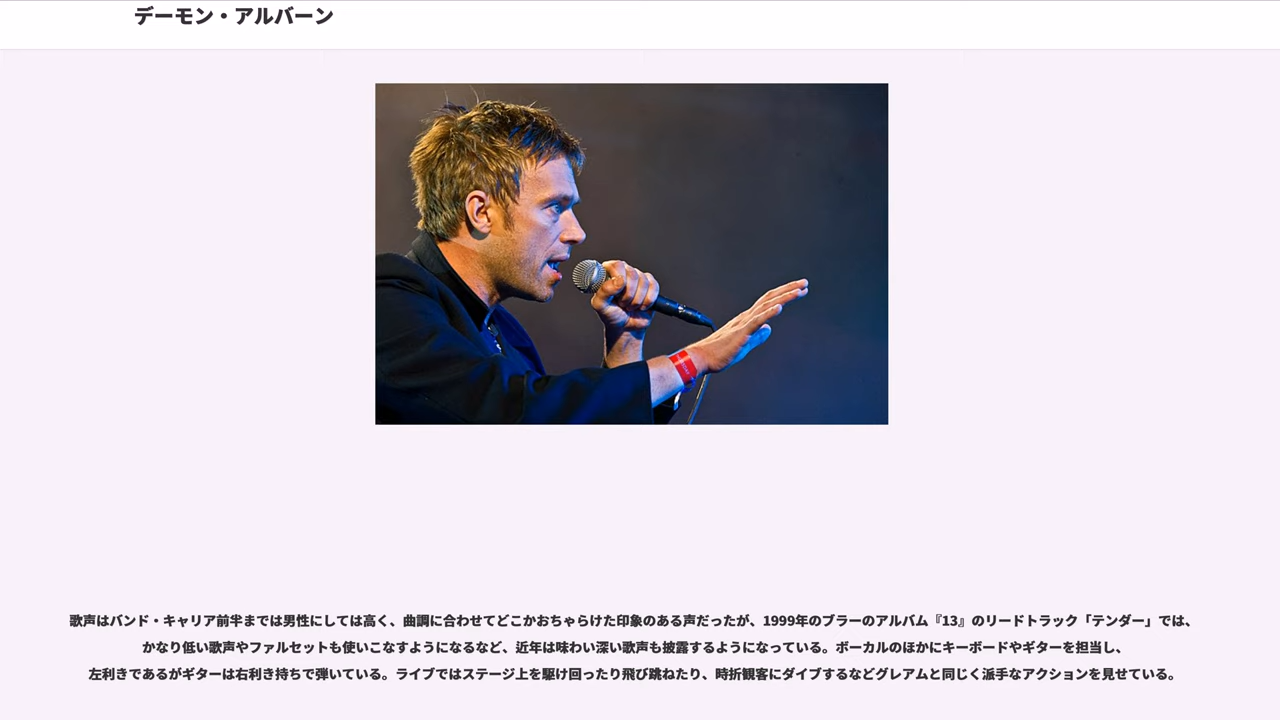 デーモン・アルバーン
歌声はバンド・キャリア前半までは男性にしては高く、曲調に合わせてどこかおちゃらけた印象のある声だったが、1999年のブラーのアルバム『13』のリードトラック「テンダー」では、
かなり低い歌声やファルセットも使いこなすようになるなど、近年は味わい深い歌声も披露するようになっている。ボーカルのほかにキーボードやギターを担当し、
左利きであるがギターは右利き持ちで弾いている。ライブではステージ上を駆け回ったり飛び跳ねたり、時折観客にダイブするなどグレアムと同じく派手なアクションを見せている。